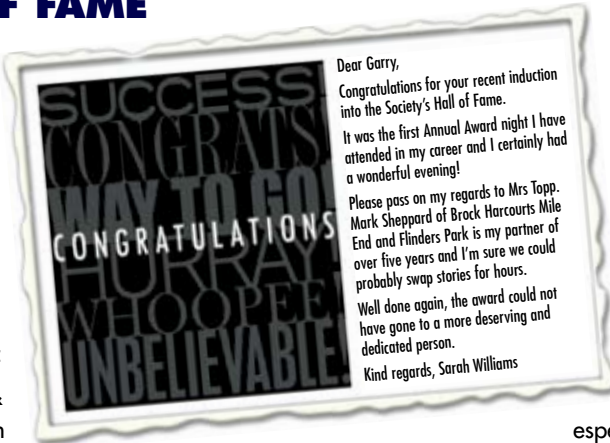 F FAME
SUCCESS!
CONGRATS!
WAY TO GO
CONGRATULATIONS
HURRAY!
WHOOPEE!
UNBELIEVABLE!
Dear Garry,
Congratulations for your recent induction
into the Society's Hall of Fame.
It was the first Annual Award night I have
attended in my career and I certainly had
a wonderful evening!
Please pass on my regards to Mrs Topp.
Mark Sheppard of Brock Harcourts Mile
End and Flinders Park is my partner of
over five years and I'm sure we could
probably swap stories for hours.
Well done again, the award could not
have gone to a more deserving and
dedicated person.
Kind regards, Sarah Williams
espe